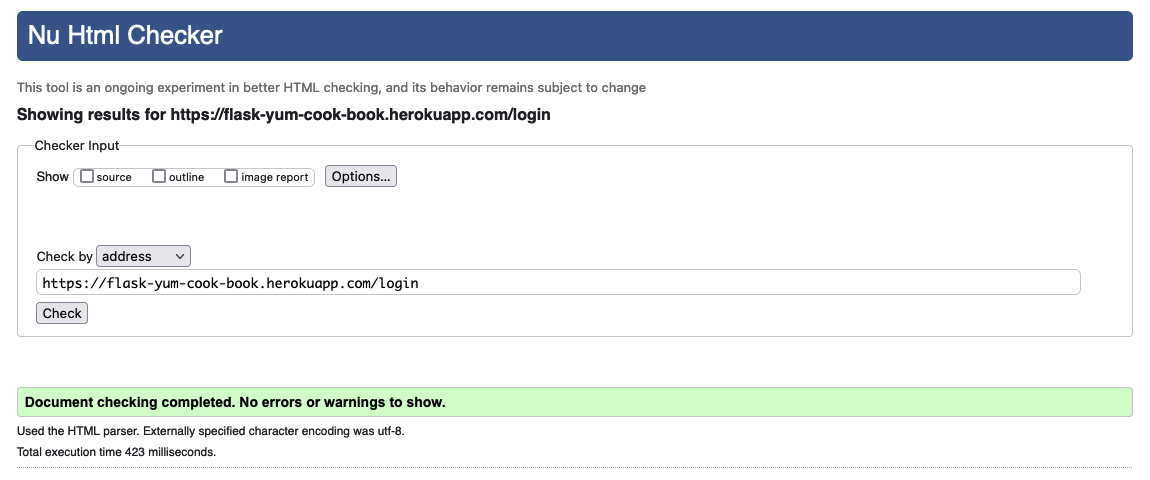 Nu Html Checker
This tool is an ongoing experiment in better HTML checking, and its behavior remains subject to change
Showing results for https://flask-yum-cook-book.herokuapp.com/login
Checker Input
Show source outline image report Options...
Check by address
https://flask-yum-cook-book.herokuapp.com/login
Check
Document checking completed. No errors or warnings to show.
Used the HTML parser. Externally specified character encoding was utf-8.
Total execution time 423 milliseconds.